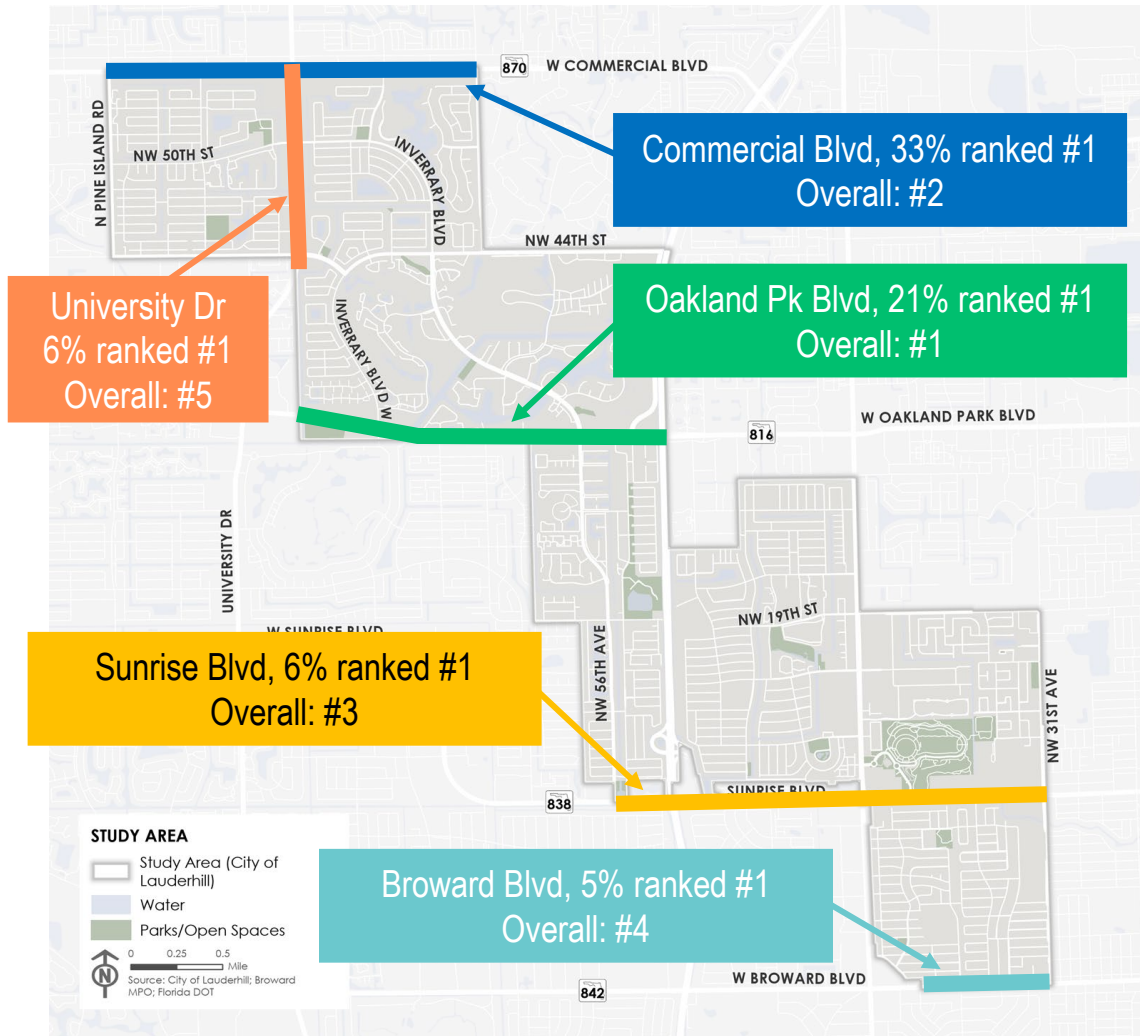 870
W COMMERCIAL BLVD
N PINE ISLAND RD
NW 50TH ST
INVERRARY BLVD
Commercial Blvd, 33% ranked #1
Overall: #2
NW 44TH ST
University Dr
6% ranked #1
Overall: #5
INVERRARY BLVD W
Oakland Pk Blvd, 21% ranked #1
Overall: #1
816
W OAKLAND PARK BLVD
UNIVERSITY DR
W SUNRISE BLVD
NW 56TH AVE
NW 19TH ST
NW 31ST AVE
Sunrise Blvd, 6% ranked #1
Overall: #3
838
SUNRISE BLVD
STUDY AREA
Study Area (City of
Lauderhill)
Water
Parks/Open Spaces
0 0.25 0.5
Mile
N
Source: City of Lauderhill; Broward
MPO; Florida DOT
Broward Blvd, 5% ranked #1
Overall: #4
842
W BROWARD BLVD